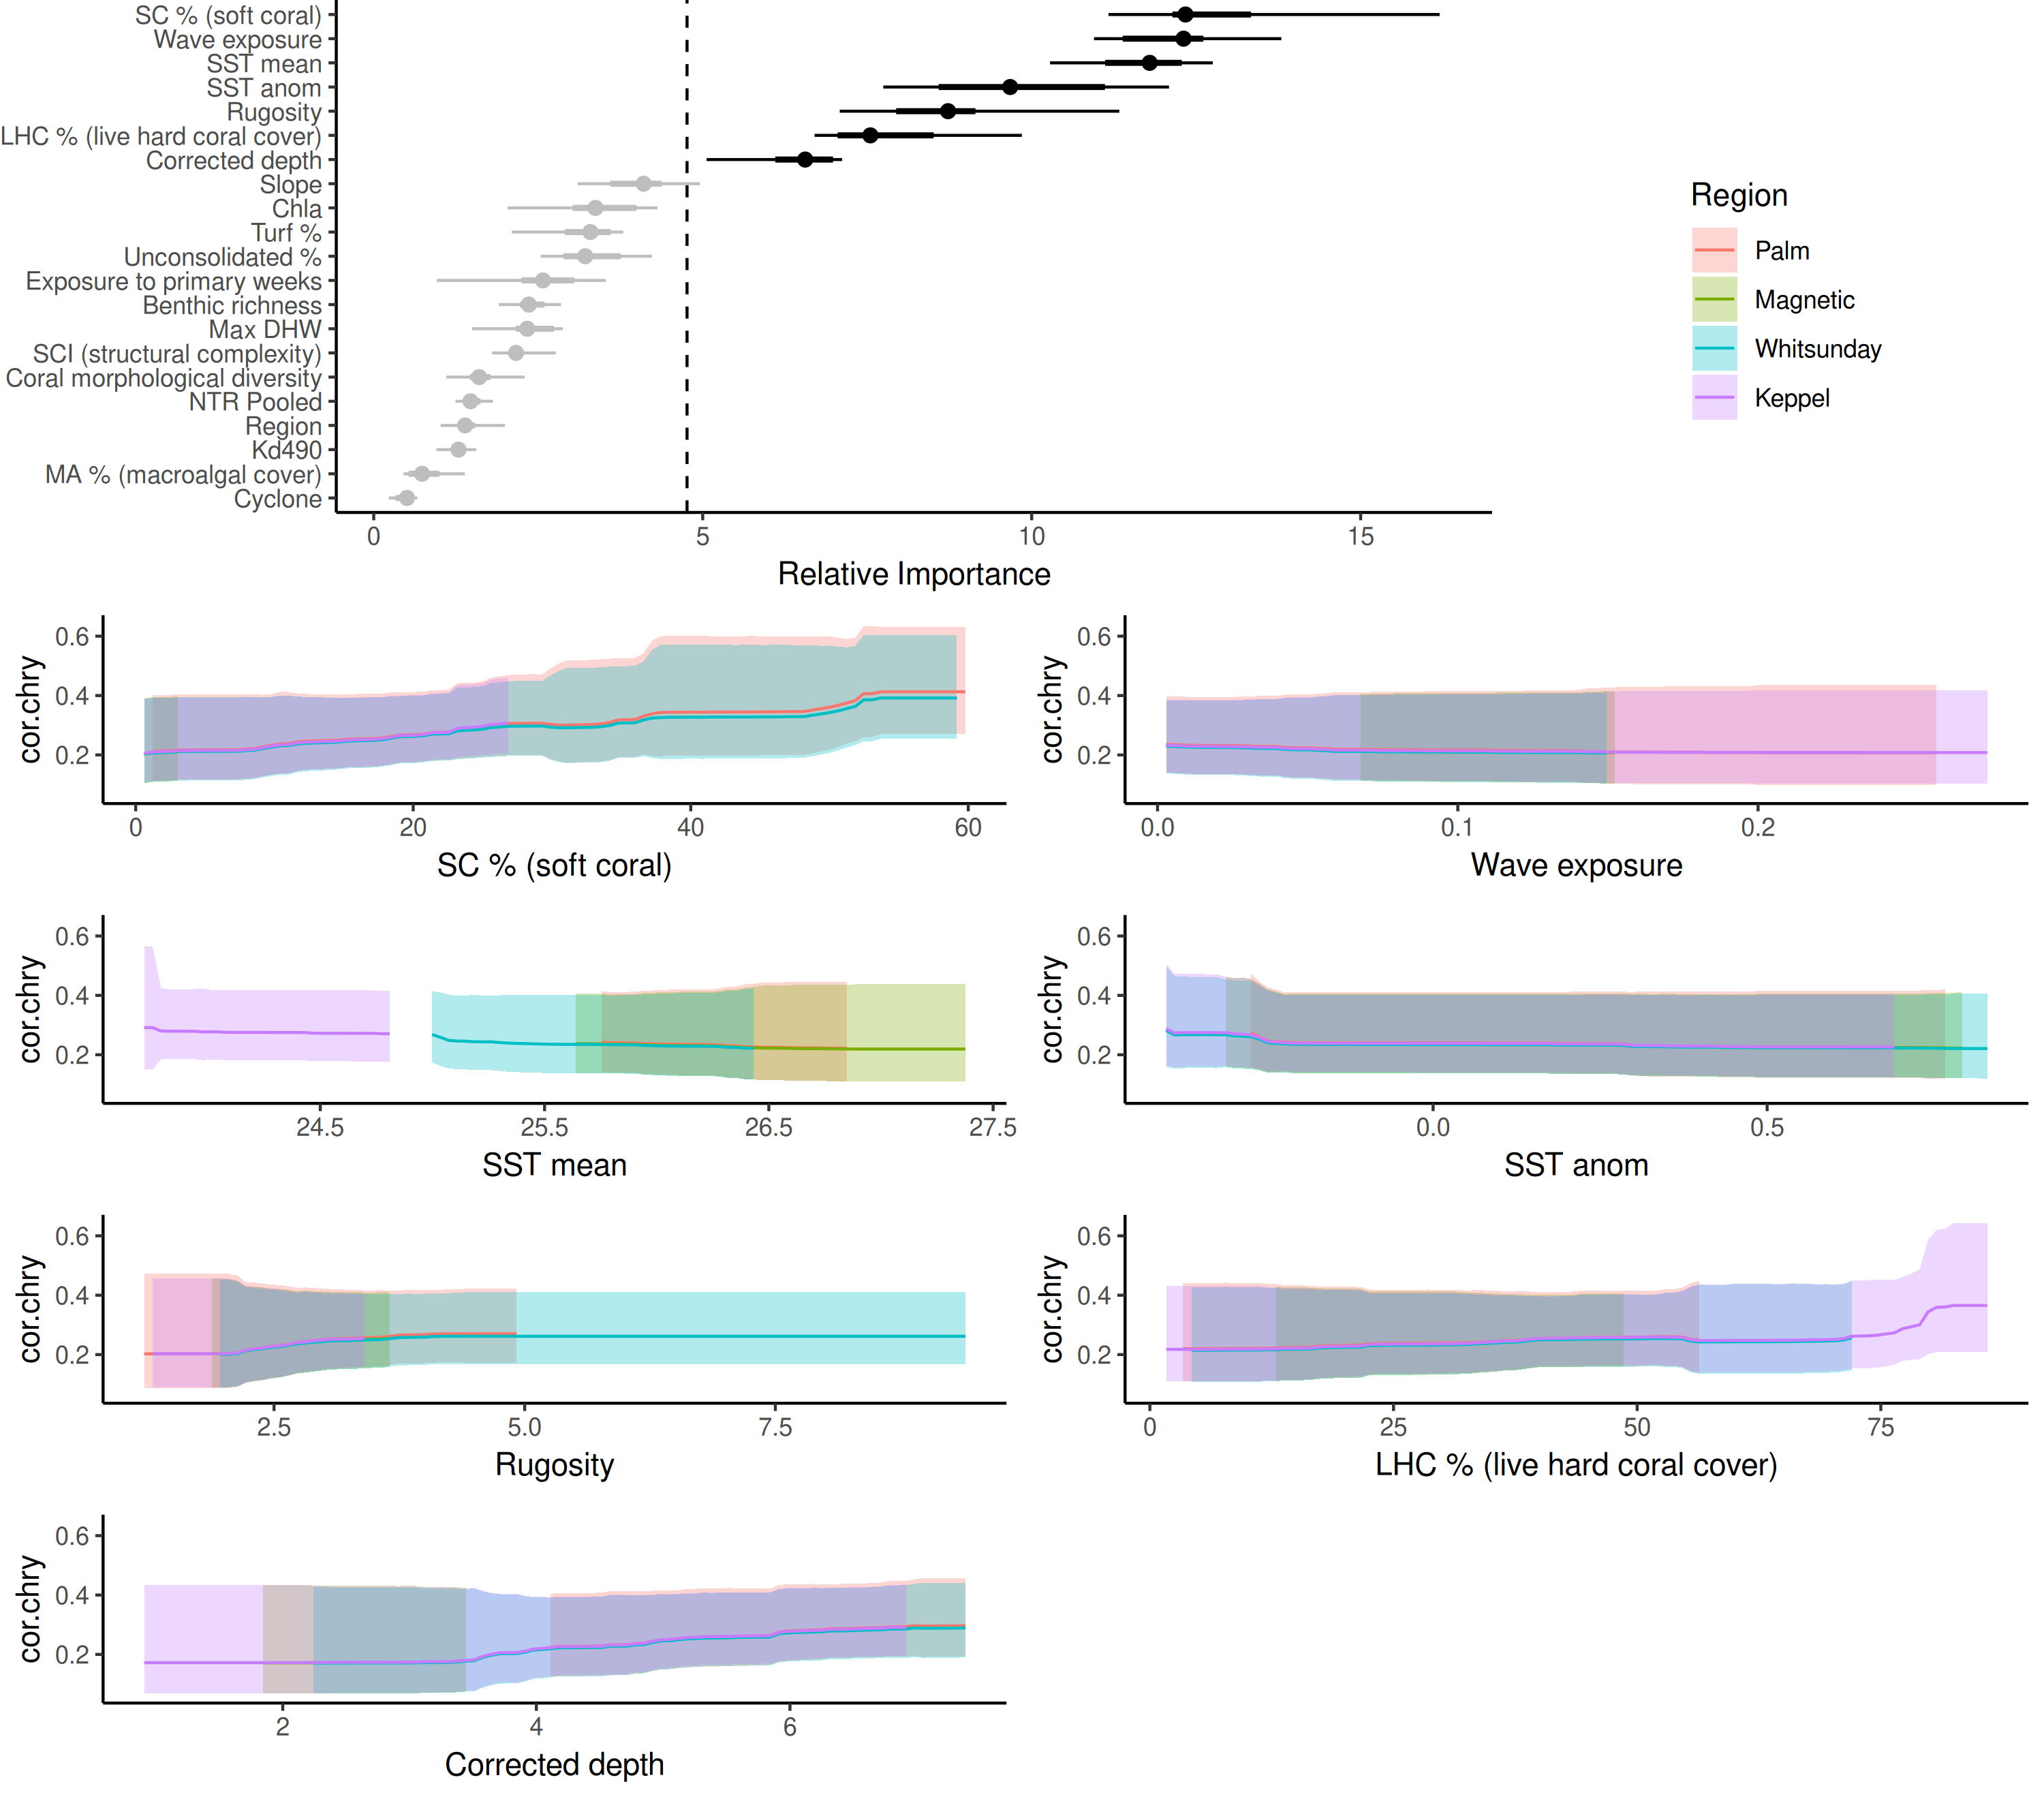 SC % (soft coral)
Wave exposure
SST mean
SST anom
Rugosity
LHC % (live hard coral cover)
Corrected depth
Slope
Chla
Turf %
Unconsolidated %
Exposure to primary weeks
Benthic richness
Max DHW
SCI (structural complexity)
Coral morphological diversity
NTR Pooled
Region
Kd490
MA % (macroalgal cover)
Cyclone
0 5 10 15
Relative Importance
Region
Palm
Magnetic
Whitsunday
Keppel
cor.chry
0.6
0.4
0.2
0 20 40 60
SC % (soft coral)
cor.chry
0.6
0.4
0.2
0.0 0.1 0.2
Wave exposure
cor.chry
0.6
0.4
0.2
24.5 25.5 26.5 27.5
SST mean
cor.chry
0.6
0.4
0.2
0.0 0.5
SST anom
cor.chry
0.6
0.4
0.2
2.5 5.0 7.5
Rugosity
cor.chry
0.6
0.4
0.2
0 25 50 75
LHC % (live hard coral cover)
cor.chry
0.6
0.4
0.2
2 4 6
Corrected depth